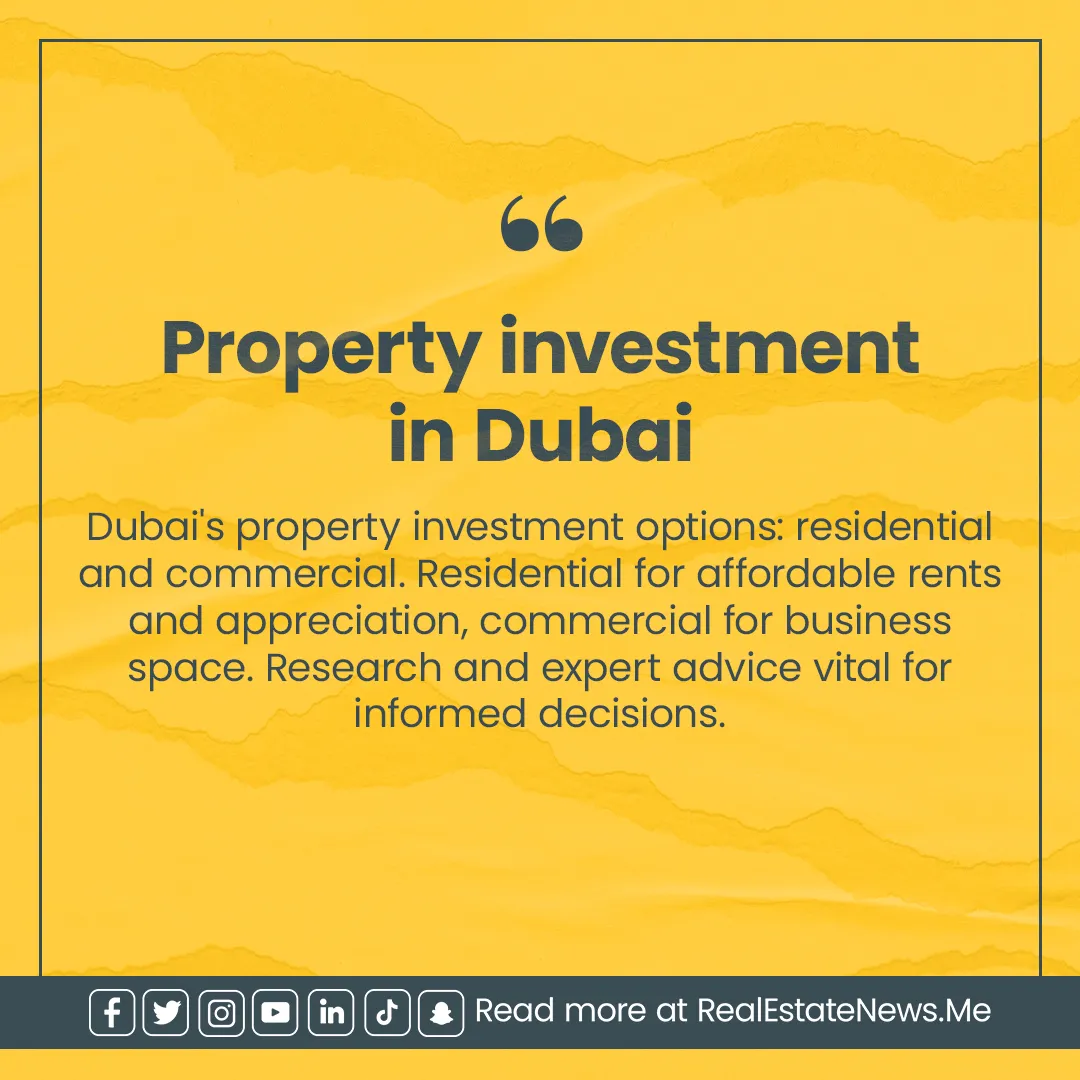 “
Property investment
in Dubai
Dubai's property investment options: residential
and commercial. Residential for affordable rents
and appreciation, commercial for business
space. Research and expert advice vital for
informed decisions.
Read more at RealEstateNews.Me